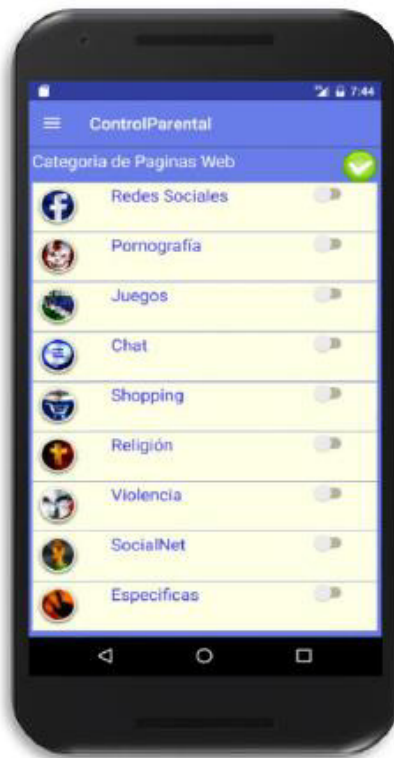 7:44
ControlParental
Categoria de Paginas Web
Redes Sociales
Pornografía
Juegos
Chat
Shopping
Religión
Violencia
SocialNet
Especificas